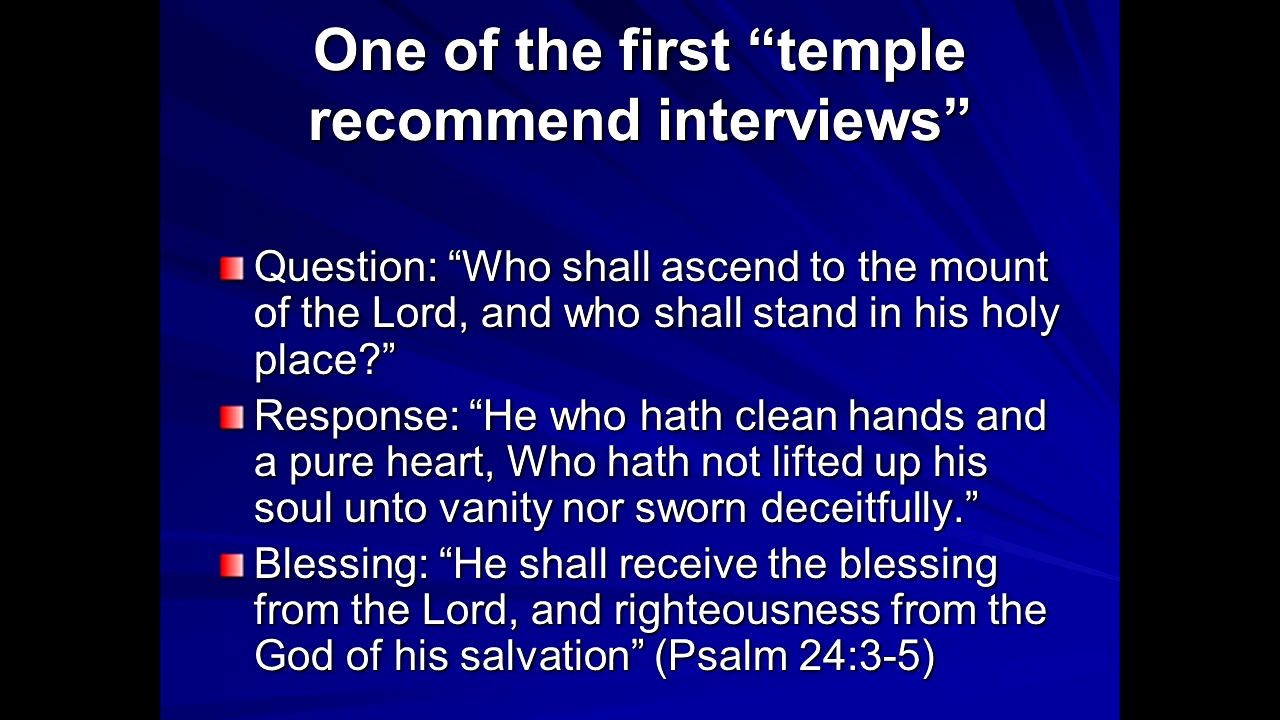 One of the first “temple
recommend interviews”
Question: “Who shall ascend to the mount
of the Lord, and who shall stand in his holy
place?”
Response: “He who hath clean hands and
a pure heart, Who hath not lifted up his
soul unto vanity nor sworn deceitfully.”
Blessing: “He shall receive the blessing
from the Lord, and righteousness from the
God of his salvation” (Psalm 24:3-5)